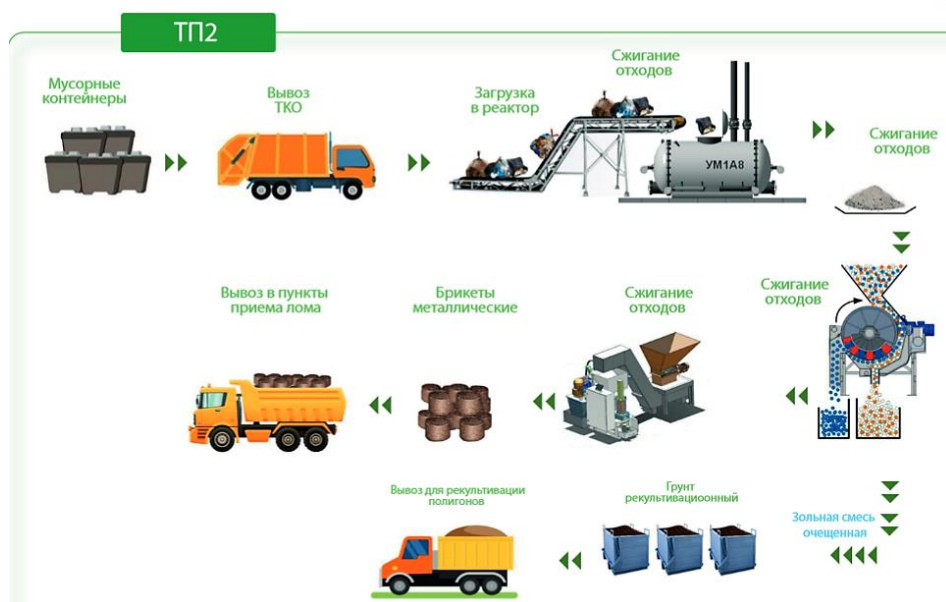 ТП2
Мусорные
контейнеры
Вывоз
ТКО
Загрузка
в реактор
Сжигание
отходов
УМ1А8
Сжигание
отходов
Вывоз в пункты
приема лома
Брикеты
металлические
Сжигание
отходов
Сжигание
отходов
Вывоз для рекультивации
полигонов
Грунт
рекультивациоонный
Зольная смесь
очещенная